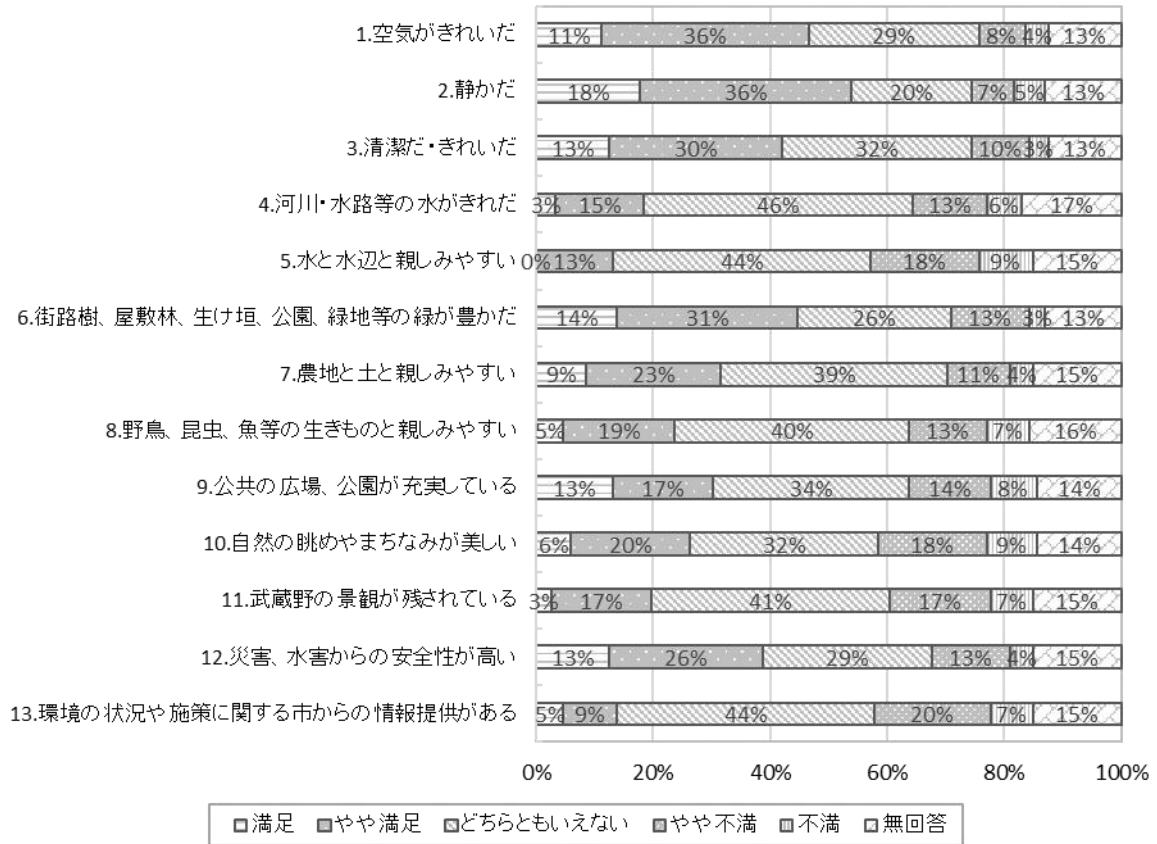 1.空気がきれいだ 11% 36% 29% 8% 4% 13%
2.静かだ 18% 36% 20% 7% 5% 13%
3.清潔だ・きれいだ 13% 30% 32% 10% 3% 13%
4.河川・水路等の水がきれだ 3% 15% 46% 13% 6% 17%
5.水と水辺と親しみやすい 0% 13% 44% 18% 9% 15%
6.街路樹、屋敷林、生け垣、公園、緑地等の緑が豊かだ 14% 31% 26% 13% 3% 13%
7.農地と土と親しみやすい 9% 23% 39% 11% 4% 15%
8.野鳥、昆虫、魚等の生きものと親しみやすい 5% 19% 40% 13% 7% 16%
9.公共の広場、公園が充実している 13% 17% 34% 14% 8% 14%
10.自然の眺めやまちなみが美しい 6% 20% 32% 18% 9% 14%
11.武蔵野の景観が残されている 3% 17% 41% 17% 7% 15%
12.災害、水害からの安全性が高い 13% 26% 29% 13% 4% 15%
13.環境の状況や施策に関する市からの情報提供がある 5% 9% 44% 20% 7% 15%
0% 20% 40% 60% 80% 100%
満足 やや満足 どちらともいえない やや不満 不満 無回答